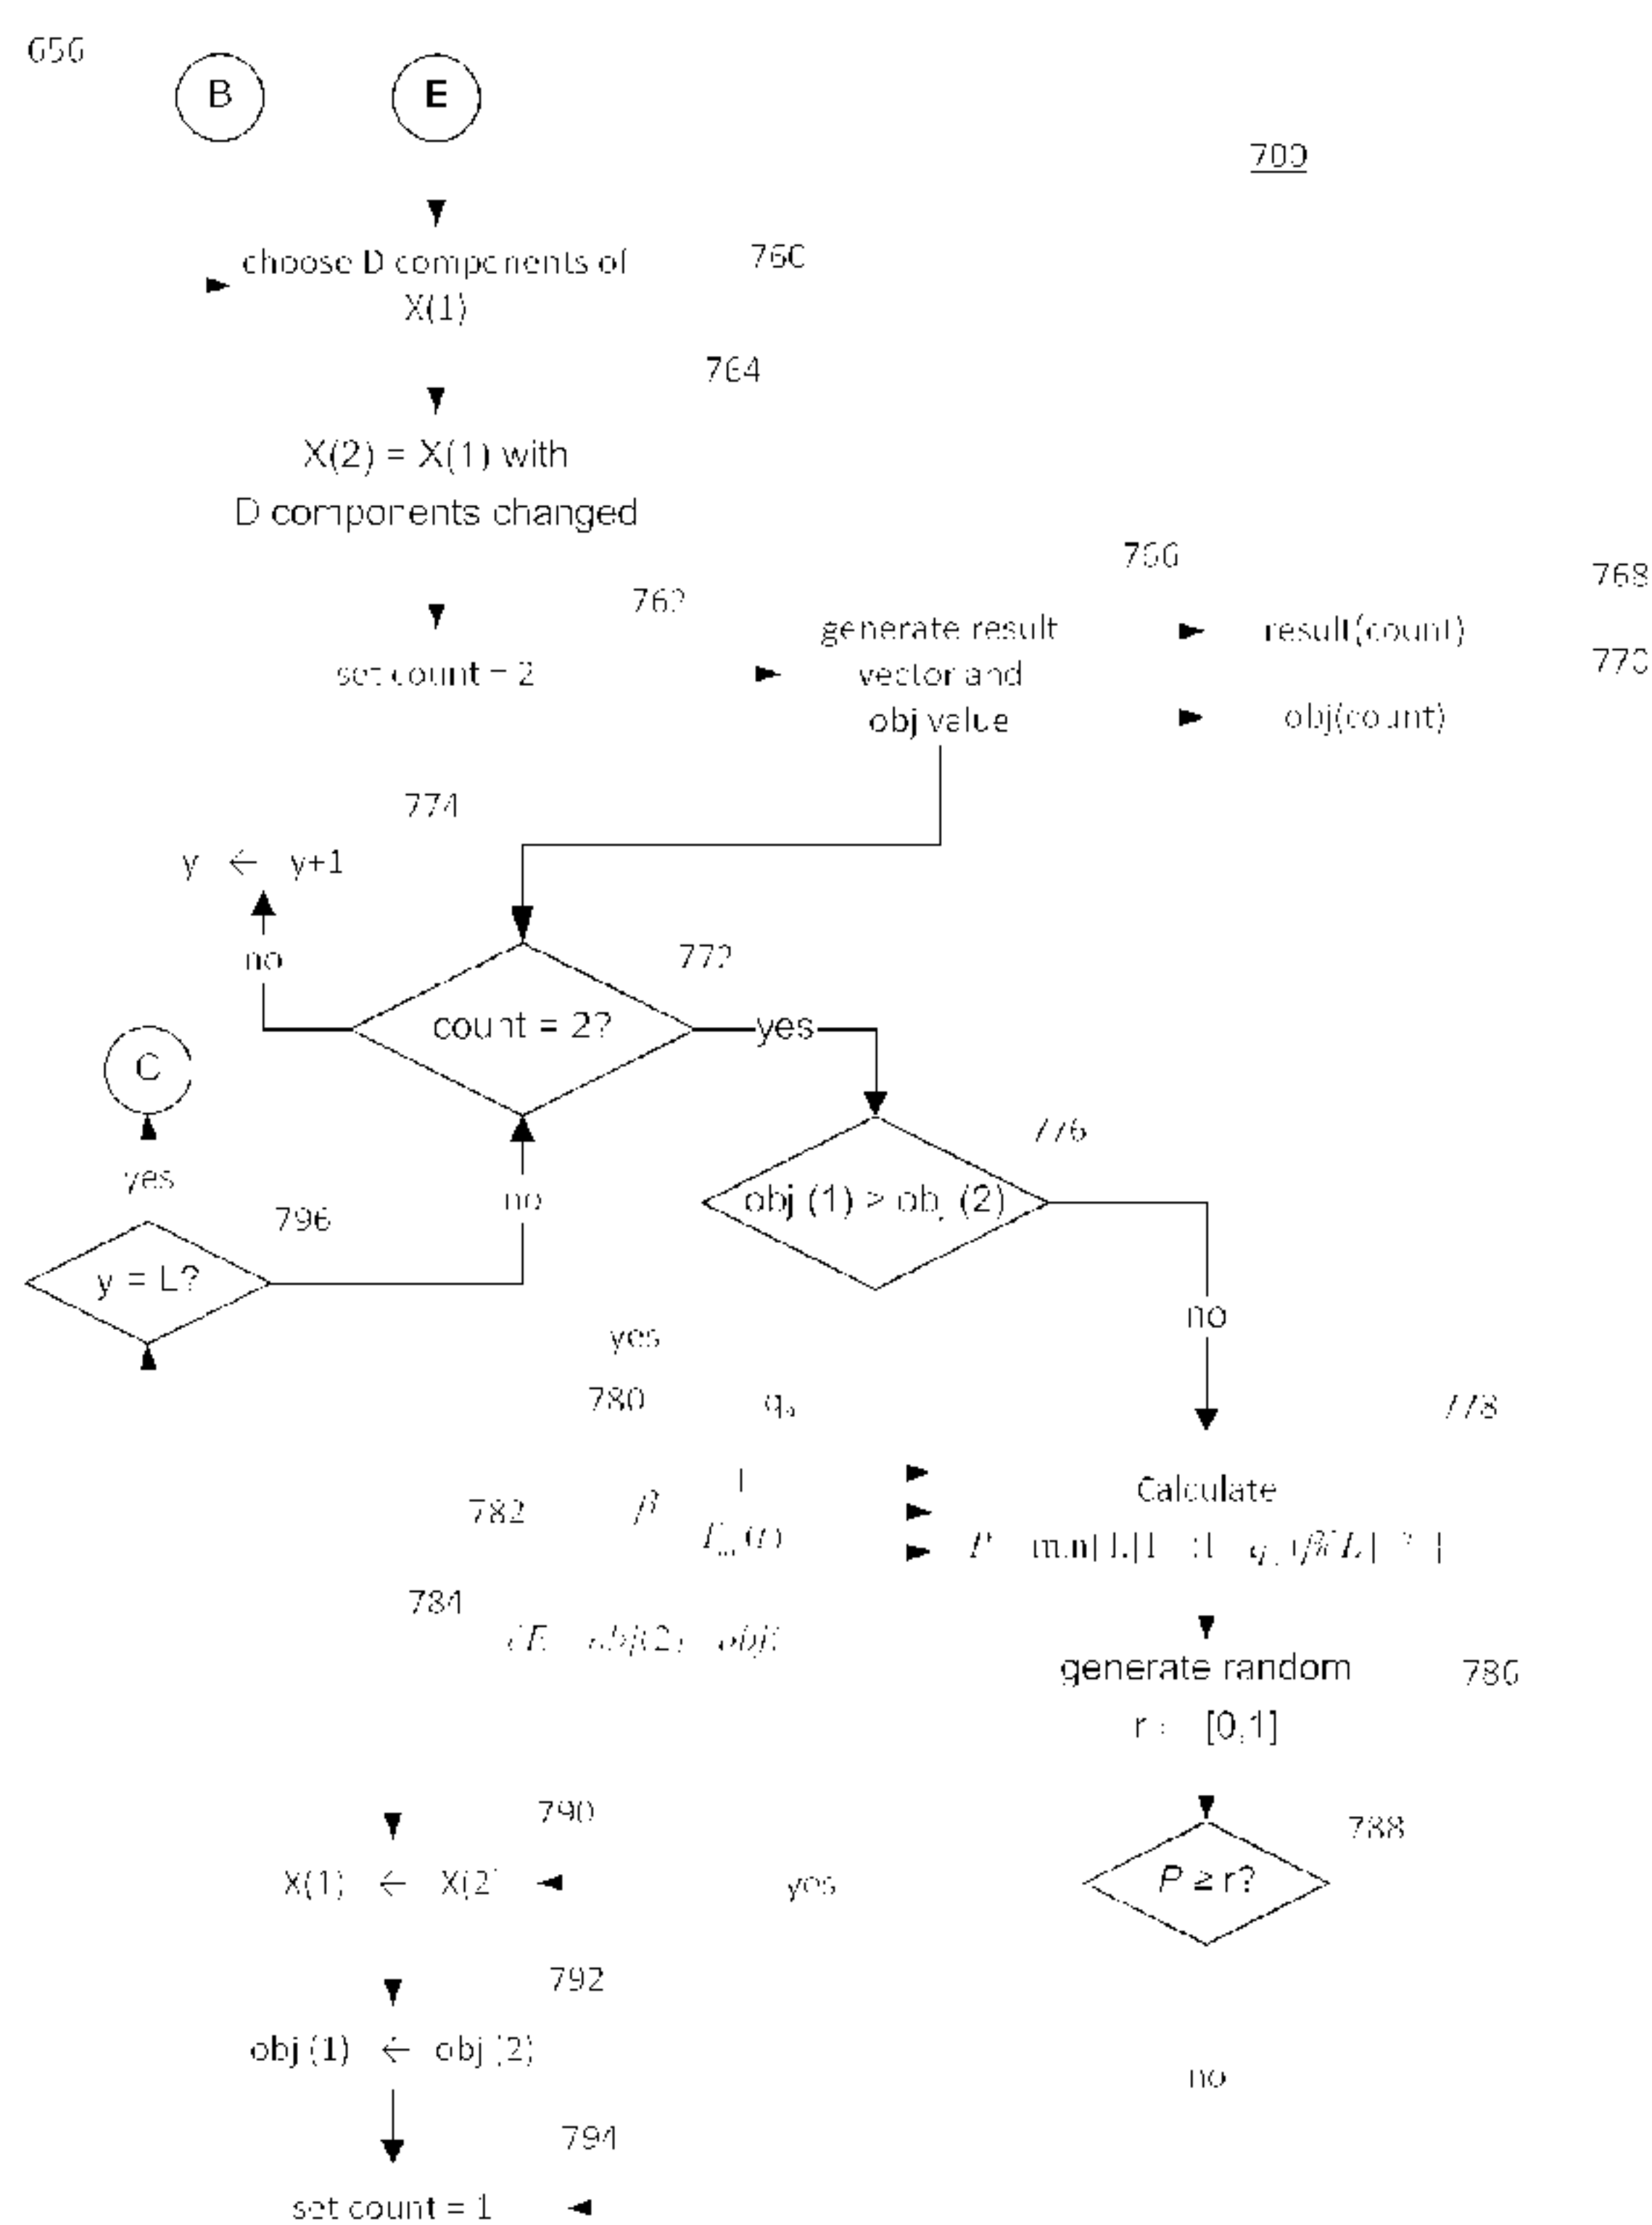 656
B
E
700
choose D components of
X(1)
760
764
X(2) = X(1) with
D components changed
762
766
768
set count = 2
generate result
vector and
obj value
result(count)
770
obj(count)
774
y ← y+1
no
772
count = 2?
yes
C
yes
no
776
obj (1) > obj (2)
796
y = L?
no
yes
780
778
782
β
Calculate
784
generate random
786
[0,1]
790
788
X(1) ← X(2)
yes
P ≥ r?
792
obj (1) ← obj (2)
no
794
set count = 1